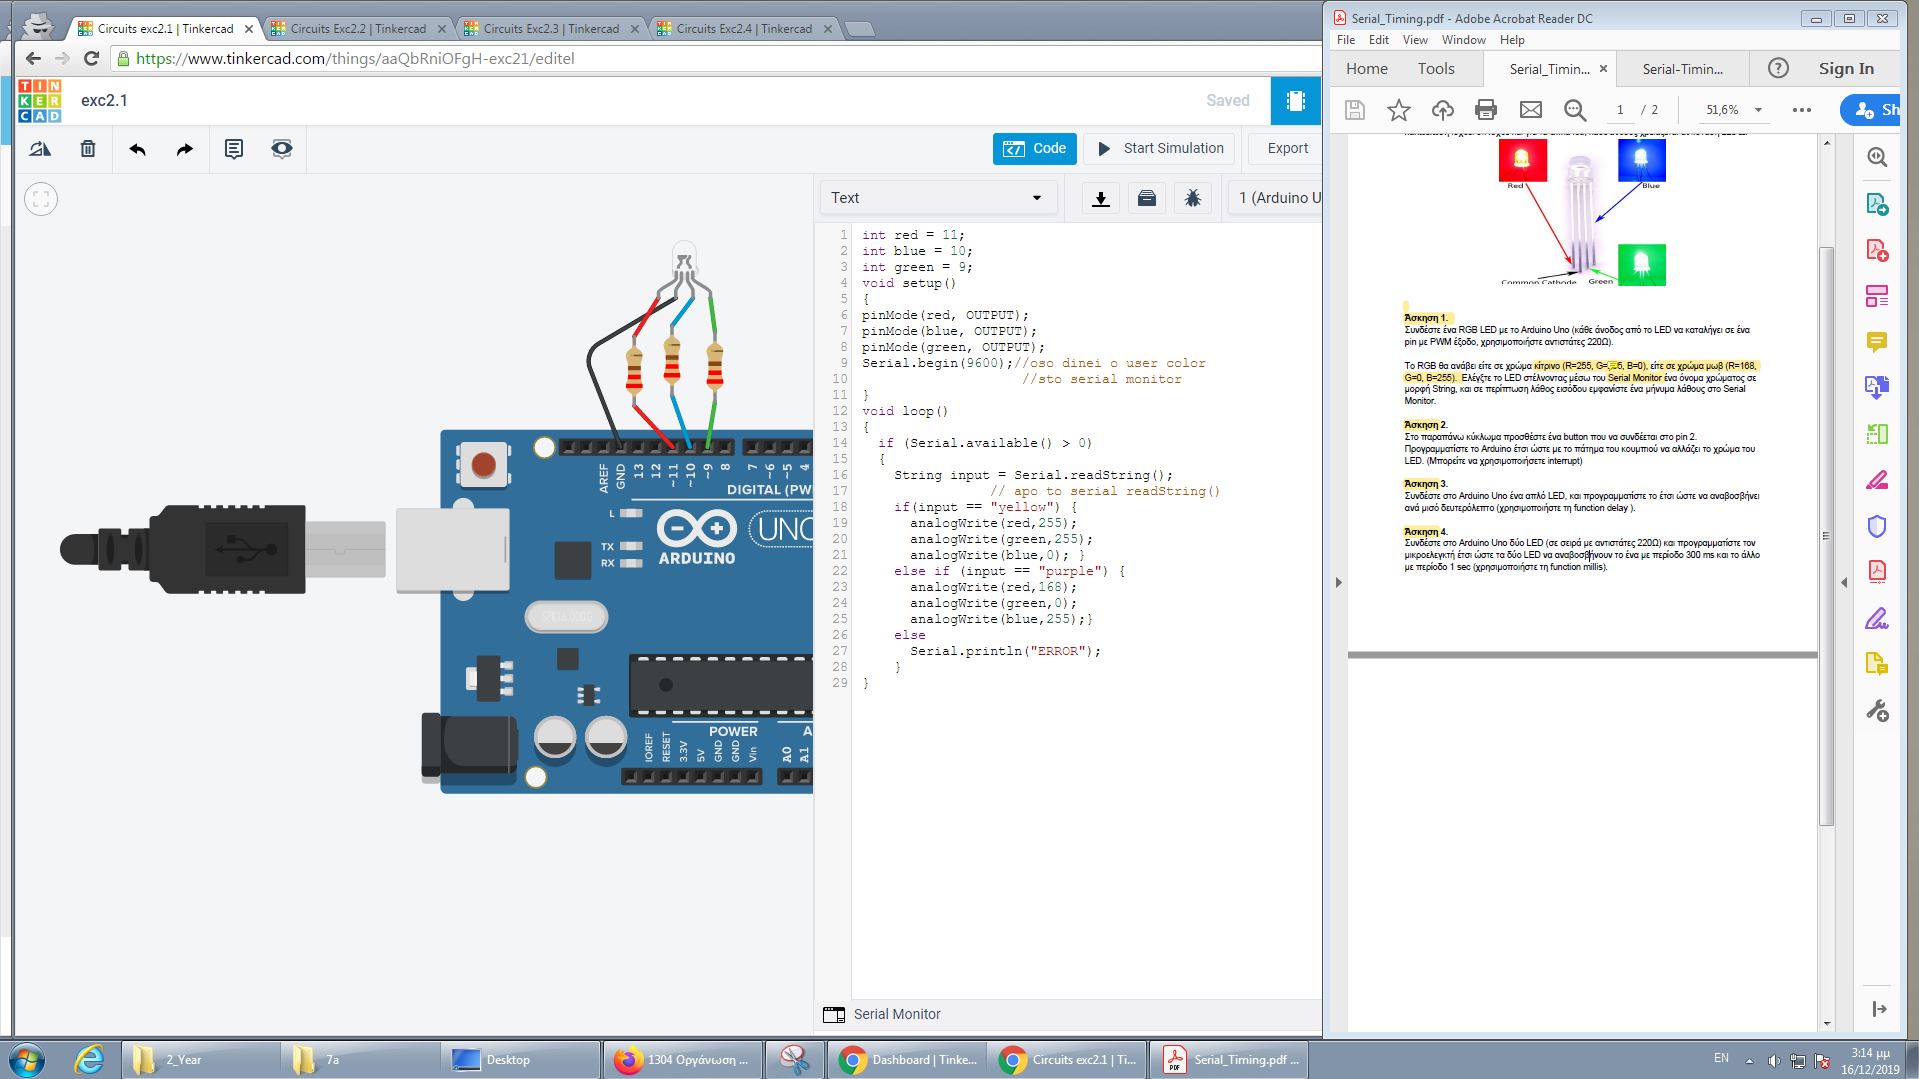 Circuits exc2.1 | Tinkercad
Circuits Exc2.2 | Tinkercad
Circuits Exc2.3 | Tinkercad
Circuits Exc2.4 | Tinkercad
https://www.tinkercad.com/things/aaQbRniOFgH-exc21/editel
TIN
KER
CAD
exc2.1
Saved
Code
Start Simulation
Export
Text
1 (Arduino U
1 int red = 11;
2 int blue = 10;
3 int green = 9;
4 void setup()
5 {
6 pinMode(red, OUTPUT);
7 pinMode(blue, OUTPUT);
8 pinMode(green, OUTPUT);
9 Serial.begin(9600);//oso dinei o user color
10 //sto serial monitor
11 }
12 void loop()
13 {
14 if (Serial.available() > 0)
15 {
16 String input = Serial.readString();
17 // apo to serial readString()
18 if(input == "yellow") {
19 analogWrite(red,255);
20 analogWrite(green,255);
21 analogWrite(blue,0); }
22 else if (input == "purple") {
23 analogWrite(red,168);
24 analogWrite(green,0);
25 analogWrite(blue,255);}
26 else
27 Serial.println("ERROR");
28 }
29 }
Serial Monitor
AREF
GND
13
12
~11
~10
~9
8
7
~6
~5
4
DIGITAL (PW
L
TX
RX
UNO
ARDUINO
SPK16.000G
POWER
A
IOREF
RESET
3.3V
5V
GND
GND
Vin
A0
A1
Serial_Timing.pdf - Adobe Acrobat Reader DC
File Edit View Window Help
Home
Tools
Serial_Timin...
Serial-Timin...
Sign In
1 / 2
51,6%
Sh
Red
Blue
Common Cathode
Green
Άσκηση 1.
Συνδέστε ένα RGB LED με το Arduino Uno (κάθε άνοδος από το LED να καταλήγει σε ένα
pin με PWM έξοδο, χρησιμοποιήστε αντιστάτες 220Ω).
Το RGB θα ανάβει είτε σε χρώμα κίτρινο (R=255, G= 5, B=0), είτε σε χρώμα μωβ (R=168,
G=0, B=255). Ελέγξτε το LED στέλνοντας μέσω του Serial Monitor ένα όνομα χρώματος σε
μορφή String, και σε περίπτωση λάθος εισόδου εμφανίστε ένα μήνυμα λάθους στο Serial
Monitor.
Άσκηση 2.
Στο παραπάνω κύκλωμα προσθέστε ένα button που να συνδέεται στο pin 2.
Προγραμματίστε το Arduino έτσι ώστε με το πάτημα του κουμπιού να αλλάζει το χρώμα του
LED. (Μπορείτε να χρησιμοποιήσετε interrupt)
Άσκηση 3.
Συνδέστε στο Arduino Uno ένα απλό LED, και προγραμματίστε το έτσι ώστε να αναβοσβήνει
ανά μισό δευτερόλεπτο (χρησιμοποιήστε τη function delay ).
Άσκηση 4.
Συνδέστε στο Arduino Uno δύο LED (σε σειρά με αντιστάτες 220Ω) και προγραμματίστε τον
μικροελεγκτή έτσι ώστε τα δύο LED να αναβοσβήνουν το ένα με περίοδο 300 ms και το άλλο
με περίοδο 1 sec (χρησιμοποιήστε τη function millis).
2_Year
7a
Desktop
1304 Οργάνωση ...
Dashboard | Tinke...
Circuits exc2.1 | Ti...
PDF
Serial_Timing.pdf ...
EN
3:14 μμ
16/12/2019